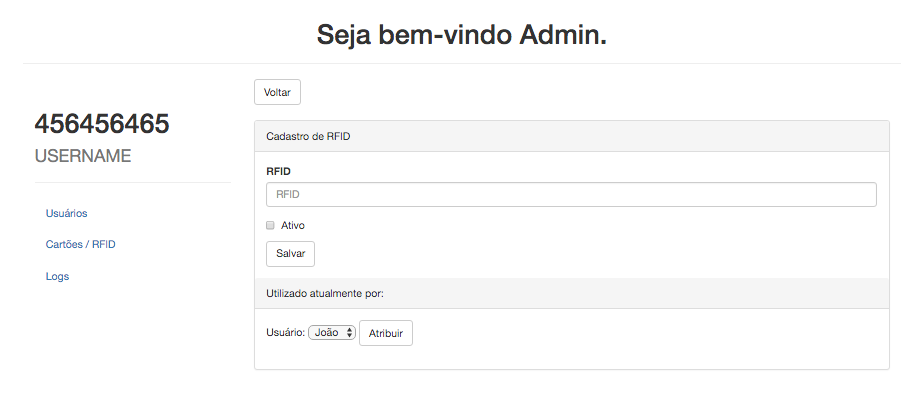 Seja bem-vindo Admin.
456456465
USERNAME
Usuários
Cartões / RFID
Logs
Voltar
Cadastro de RFID
RFID
RFID
Ativo
Salvar
Utilizado atualmente por:
Usuário: João Atribuir